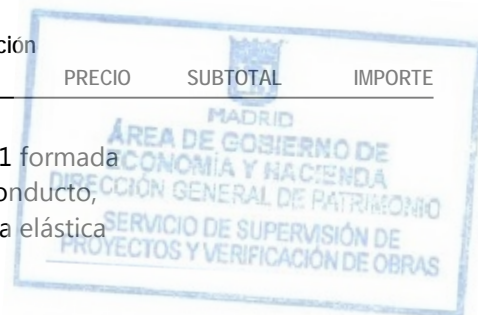 ción
PRECIO SUBTOTAL IMPORTE
MADRID
ÁREA DE GOBIERNO DE
1 formada
ECONOMÍA Y HACIENDA
DIRECCIÓN GENERAL DE PATRIMONIO
onducto,
a elástica
SERVICIO DE SUPERVISIÓN DE
PROYECTOS Y VERIFICACIÓN DE OBRAS